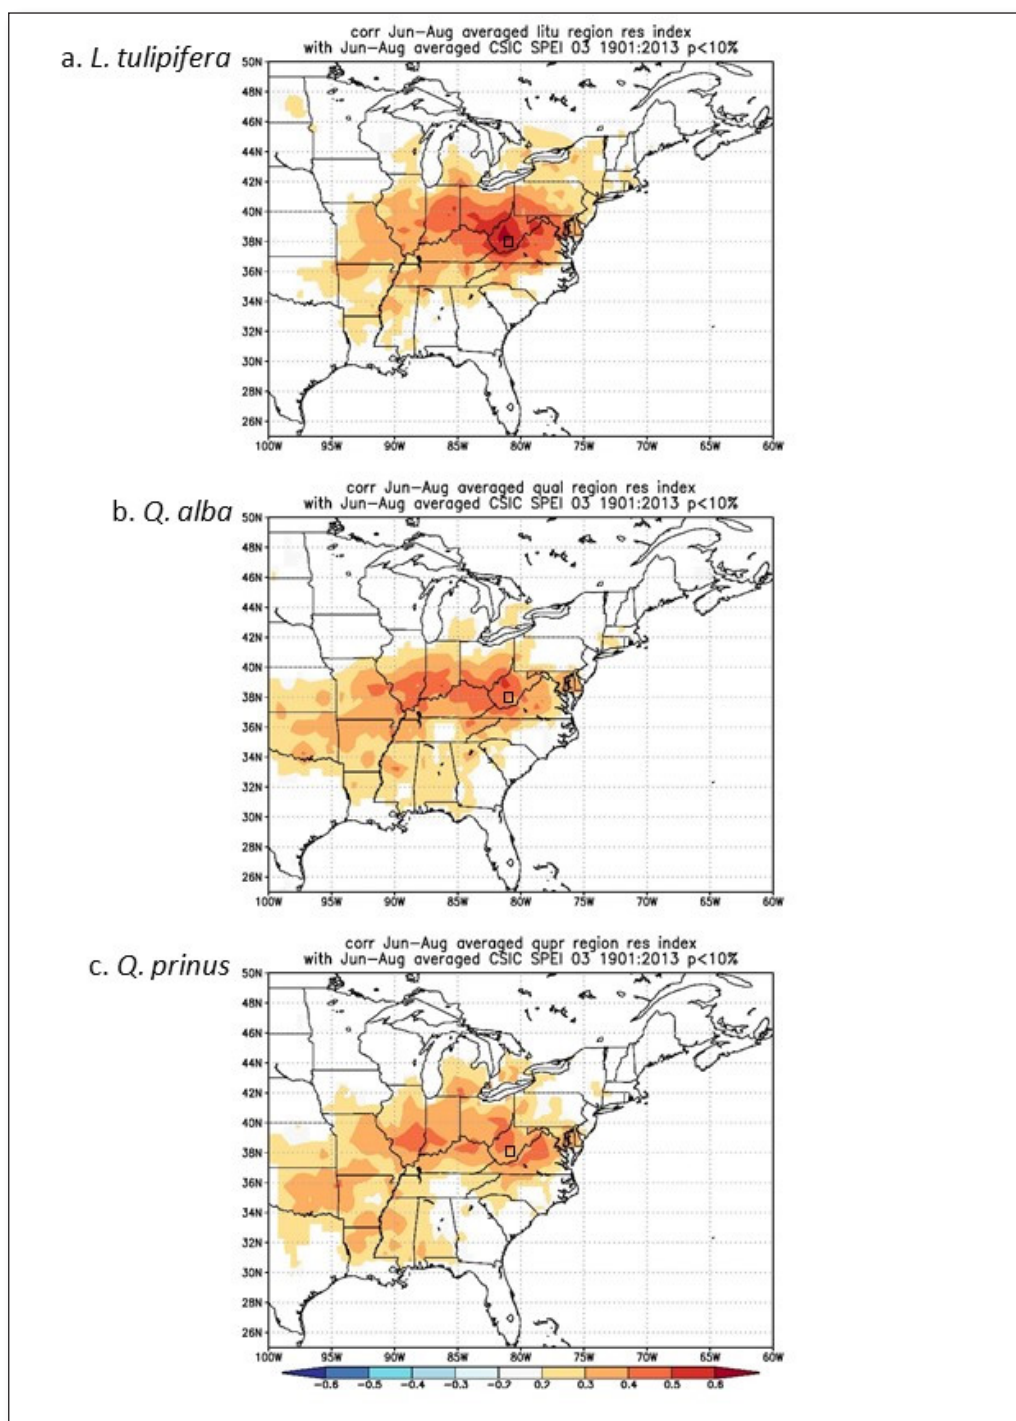 corr Jun-Aug averaged litu region res index
with Jun-Aug averaged CSIC SPEI 03 1901:2013 p<10%
a. L. tulipifera
50N
48N
46N
44N
42N
40N
38N
36N
34N
32N
30N
28N
26N
100W 95W 90W 85W 80W 75W 70W 65W 60W
corr Jun-Aug averaged qual region res index
with Jun-Aug averaged CSIC SPEI 03 1901:2013 p<10%
b. Q. alba
50N
48N
46N
44N
42N
40N
38N
36N
34N
32N
30N
28N
26N
100W 95W 90W 85W 80W 75W 70W 65W 60W
corr Jun-Aug averaged qupr region res index
with Jun-Aug averaged CSIC SPEI 03 1901:2013 p<10%
c. Q. prinus
50N
48N
46N
44N
42N
40N
38N
36N
34N
32N
30N
28N
26N
100W 95W 90W 85W 80W 75W 70W 65W 60W
-0.6 -0.5 -0.4 -0.3 -0.2 0.2 0.3 0.4 0.5 0.6